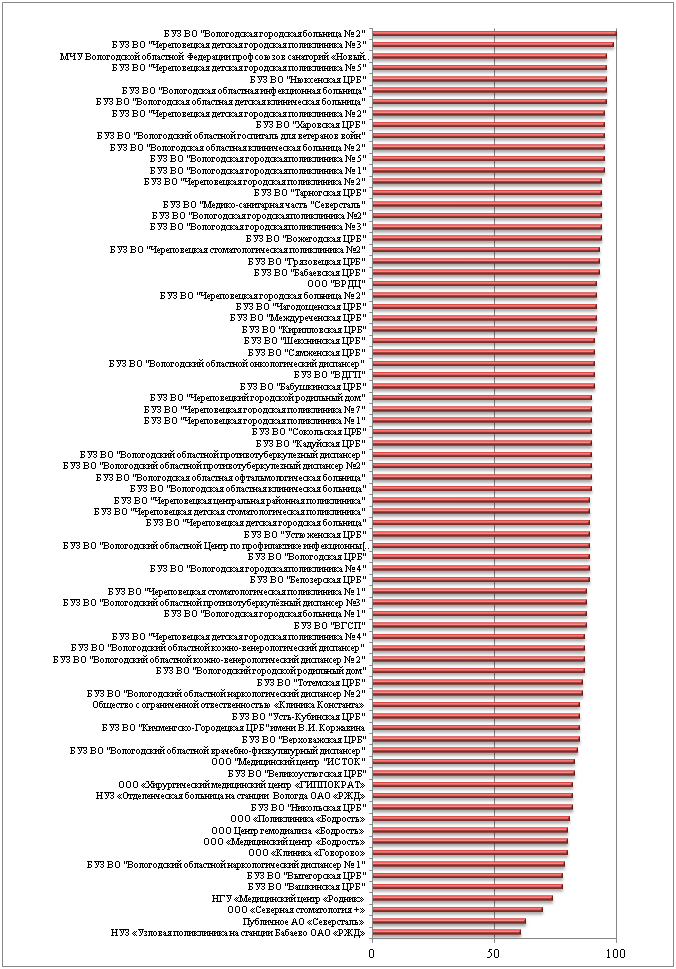 БУЗ ВО "Вологодская городская больница №2"
БУЗ ВО "Череповецкая детская городская поликлиника №3"
МЧУ Вологодской областной Федерации профсоюзов санаторий «Новый…
БУЗ ВО "Череповецкая детская городская поликлиника №5"
БУЗ ВО "Нюксенская ЦРБ"
БУЗ ВО "Вологодская областная инфекционная больница"
БУЗ ВО "Вологодская областная детская клиническая больница"
БУЗ ВО "Череповецкая детская городская поликлиника №2"
БУЗ ВО "Харовская ЦРБ"
БУЗ ВО "Вологодский областной госпиталь для ветеранов войн"
БУЗ ВО "Вологодская областная клиническая больница №2"
БУЗ ВО "Вологодская городская поликлиника №5"
БУЗ ВО "Вологодская городская поликлиника №1"
БУЗ ВО "Череповецкая городская поликлиника №2"
БУЗ ВО "Тарногская ЦРБ"
БУЗ ВО "Медико-санитарная часть "Северсталь"
БУЗ ВО "Вологодская городская поликлиника №2"
БУЗ ВО "Вологодская городская поликлиника №3"
БУЗ ВО "Вожегодская ЦРБ"
БУЗ ВО "Череповецкая стоматологическая поликлиника №2"
БУЗ ВО "Грязовецкая ЦРБ"
БУЗ ВО "Бабаевская ЦРБ"
ООО "ВРДЦ"
БУЗ ВО "Череповецкая городская больница №2"
БУЗ ВО "Чагодощенская ЦРБ"
БУЗ ВО "Междуреченская ЦРБ"
БУЗ ВО "Кирилловская ЦРБ"
БУЗ ВО "Шекснинская ЦРБ"
БУЗ ВО "Сямженская ЦРБ"
БУЗ ВО "Вологодский областной онкологический диспансер"
БУЗ ВО "ВДГП"
БУЗ ВО "Бабушкинская ЦРБ"
БУЗ ВО "Череповецкий городской родильный дом"
БУЗ ВО "Череповецкая городская поликлиника №7"
БУЗ ВО "Череповецкая городская поликлиника №1"
БУЗ ВО "Сокольская ЦРБ"
БУЗ ВО "Кадуйская ЦРБ"
БУЗ ВО "Вологодский областной противотуберкулезный диспансер"
БУЗ ВО "Вологодский областной противотуберкулезный диспансер №2"
БУЗ ВО "Вологодская областная офтальмологическая больница"
БУЗ ВО "Вологодская областная клиническая больница"
БУЗ ВО "Череповецкая центральная районная поликлиника"
БУЗ ВО "Череповецкая детская стоматологическая поликлиника"
БУЗ ВО "Череповецкая детская городская больница"
БУЗ ВО "Устюженская ЦРБ"
БУЗ ВО "Вологодский областной Центр по профилактике инфекционны[…
БУЗ ВО "Вологодская ЦРБ"
БУЗ ВО "Вологодская городская поликлиника №4"
БУЗ ВО "Белозерская ЦРБ"
БУЗ ВО "Череповецкая стоматологическая поликлиника №1"
БУЗ ВО "Вологодский областной противотуберкулёзный диспансер №3"
БУЗ ВО "Вологодская городская больница №1"
БУЗ ВО "ВГСП"
БУЗ ВО "Череповецкая детская городская поликлиника №4"
БУЗ ВО "Вологодский областной кожно-венерологический диспансер"
БУЗ ВО "Вологодский областной кожно-венерологический диспансер №2"
БУЗ ВО "Вологодский городской родильный дом"
БУЗ ВО "Тотемская ЦРБ"
БУЗ ВО "Вологодский областной наркологический диспансер №2"
Общество с ограниченной отвественностью «Клиника Константа»
БУЗ ВО "Усть-Кубинская ЦРБ"
БУЗ ВО "Кичменгско-Городецкая ЦРБ" имени В.И. Коржавина
БУЗ ВО "Верховажская ЦРБ"
БУЗ ВО "Вологодский областной врачебно-физкультурный диспансер"
ООО "Медицинский центр "ИСТОК"
БУЗ ВО "Великоустюгская ЦРБ"
ООО «Хирургический медицинский центр «ГИППОКРАТ»
НУЗ «Отделенческая больница на станции Вологда ОАО «РЖД»
БУЗ ВО "Никольская ЦРБ"
ООО «Поликлиника «Бодрость»
ООО Центр гемодиализа «Бодрость»
ООО «Медицинский центр «Бодрость»
ООО «Клиника «Говорово»
БУЗ ВО "Вологодский областной наркологический диспансер №1"
БУЗ ВО "Вытегорская ЦРБ"
БУЗ ВО "Вашкинская ЦРБ"
НГУ «Медицинский центр «Родник»
ООО «Северная стоматология +»
Публичное АО «Северсталь»
НУЗ «Узловая поликлиника на станции Бабаево ОАО «РЖД»
0 50 100